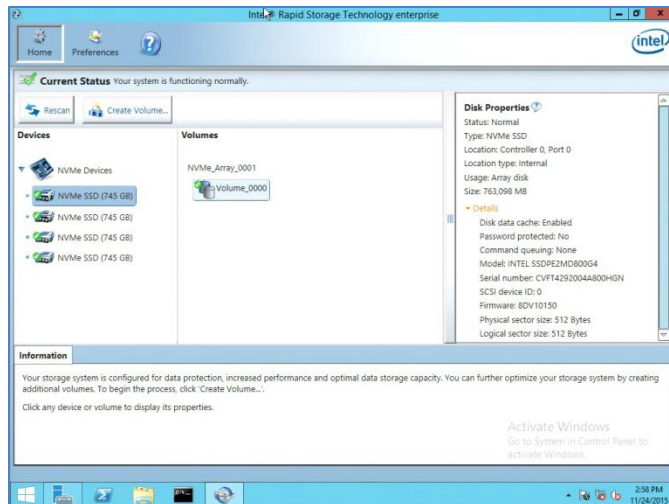 Intel® Rapid Storage Technology enterprise
Home
Preferences
?
intel
Current Status Your system is functioning normally.
Rescan
Create Volume...
Devices
NVMe Devices
NVMe SSD (745 GB)
NVMe SSD (745 GB)
NVMe SSD (745 GB)
NVMe SSD (745 GB)
Volumes
NVMe_Array_0001
Volume_0000
Disk Properties ?
Status: Normal
Type: NVMe SSD
Location: Controller 0, Port 0
Location type: Internal
Usage: Array disk
Size: 763,098 MB
Details
Disk data cache: Enabled
Password protected: No
Command queuing: None
Model: INTEL SSDPE2MD800G4
Serial number: CVFT4292004A800HGN
SCSI device ID: 0
Firmware: 8DV10150
Physical sector size: 512 Bytes
Logical sector size: 512 Bytes
Information
Your storage system is configured for data protection, increased performance and optimal data storage capacity. You can further optimize your storage system by creating
additional volumes. To begin the process, click 'Create Volume...'.
Click any device or volume to display its properties.
Activate Windows
Go to System in Control Panel to
activate Windows.
2:58 PM
11/24/2015